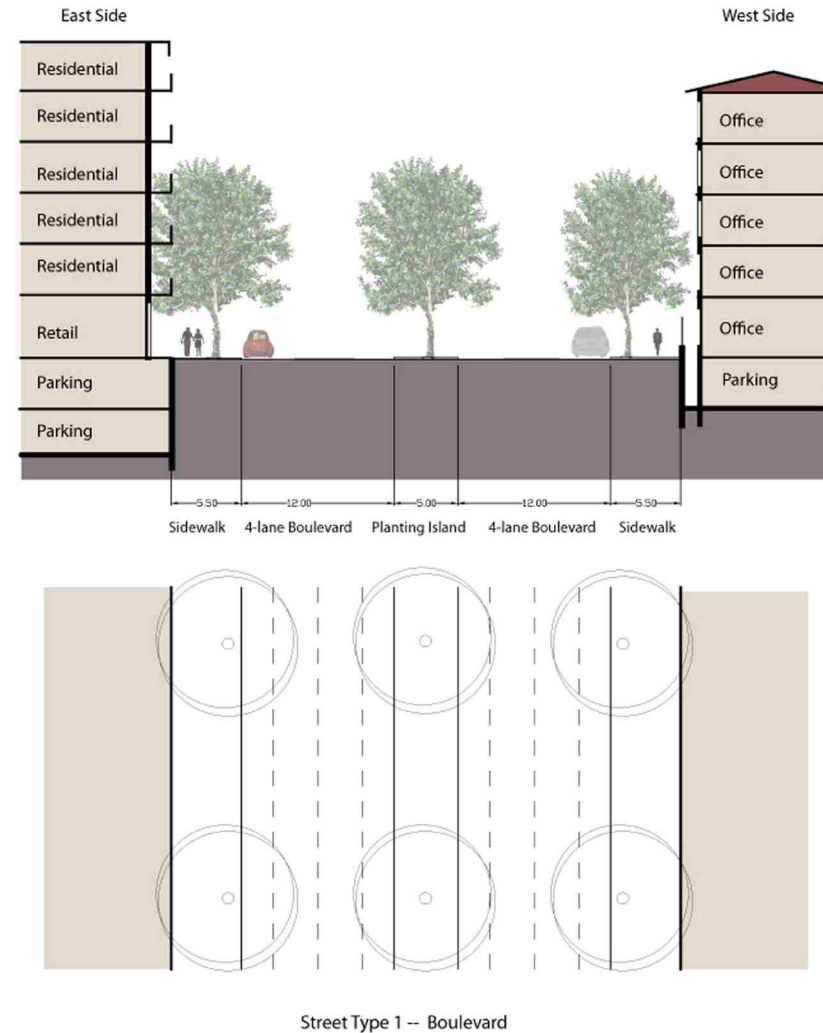 East Side
West Side
Residential
Residential
Residential
Residential
Residential
Retail
Parking
Parking
Office
Office
Office
Office
Office
Parking
5.50 12.00 5.00 12.00 5.50
Sidewalk 4-lane Boulevard Planting Island 4-lane Boulevard Sidewalk
Street Type 1 -- Boulevard